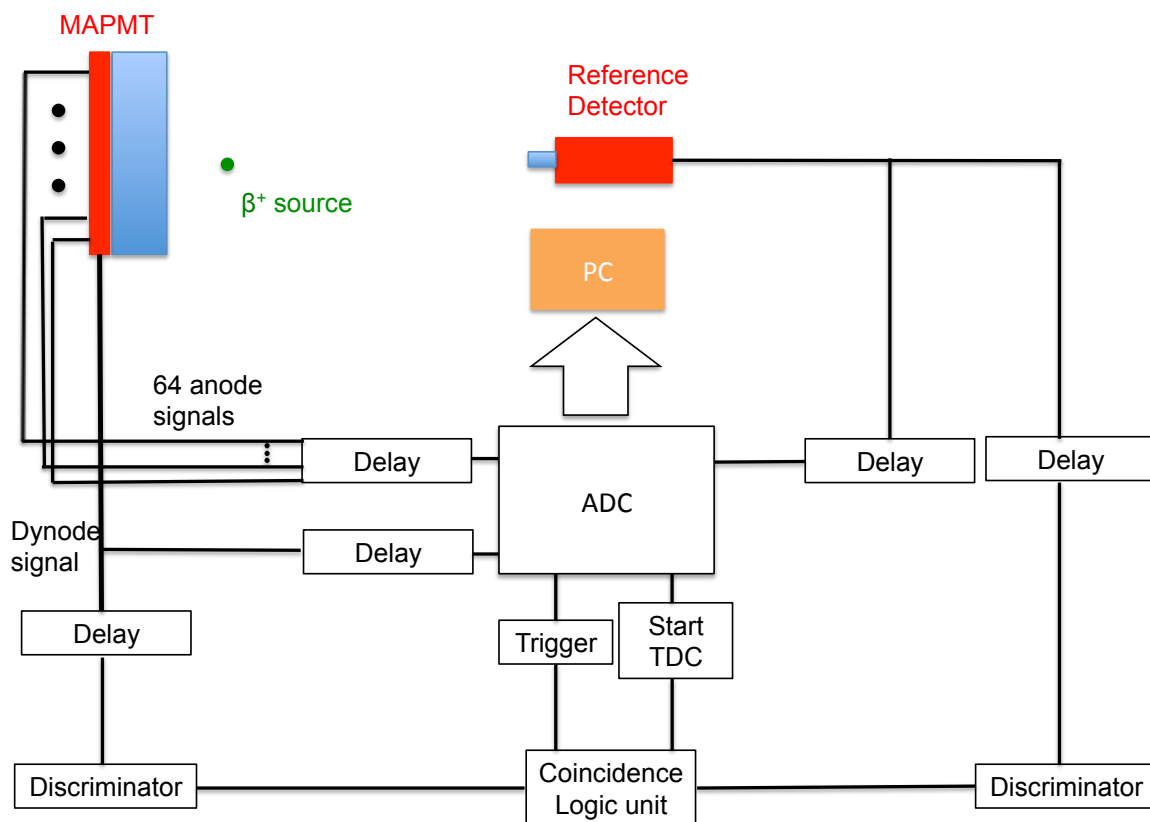 MAPMT
Reference
Detector
β⁺ source
PC
64 anode
signals
Delay
ADC
Delay
Delay
Dynode
signal
Delay
Delay
Trigger
Start
TDC
Discriminator
Coincidence
Logic unit
Discriminator